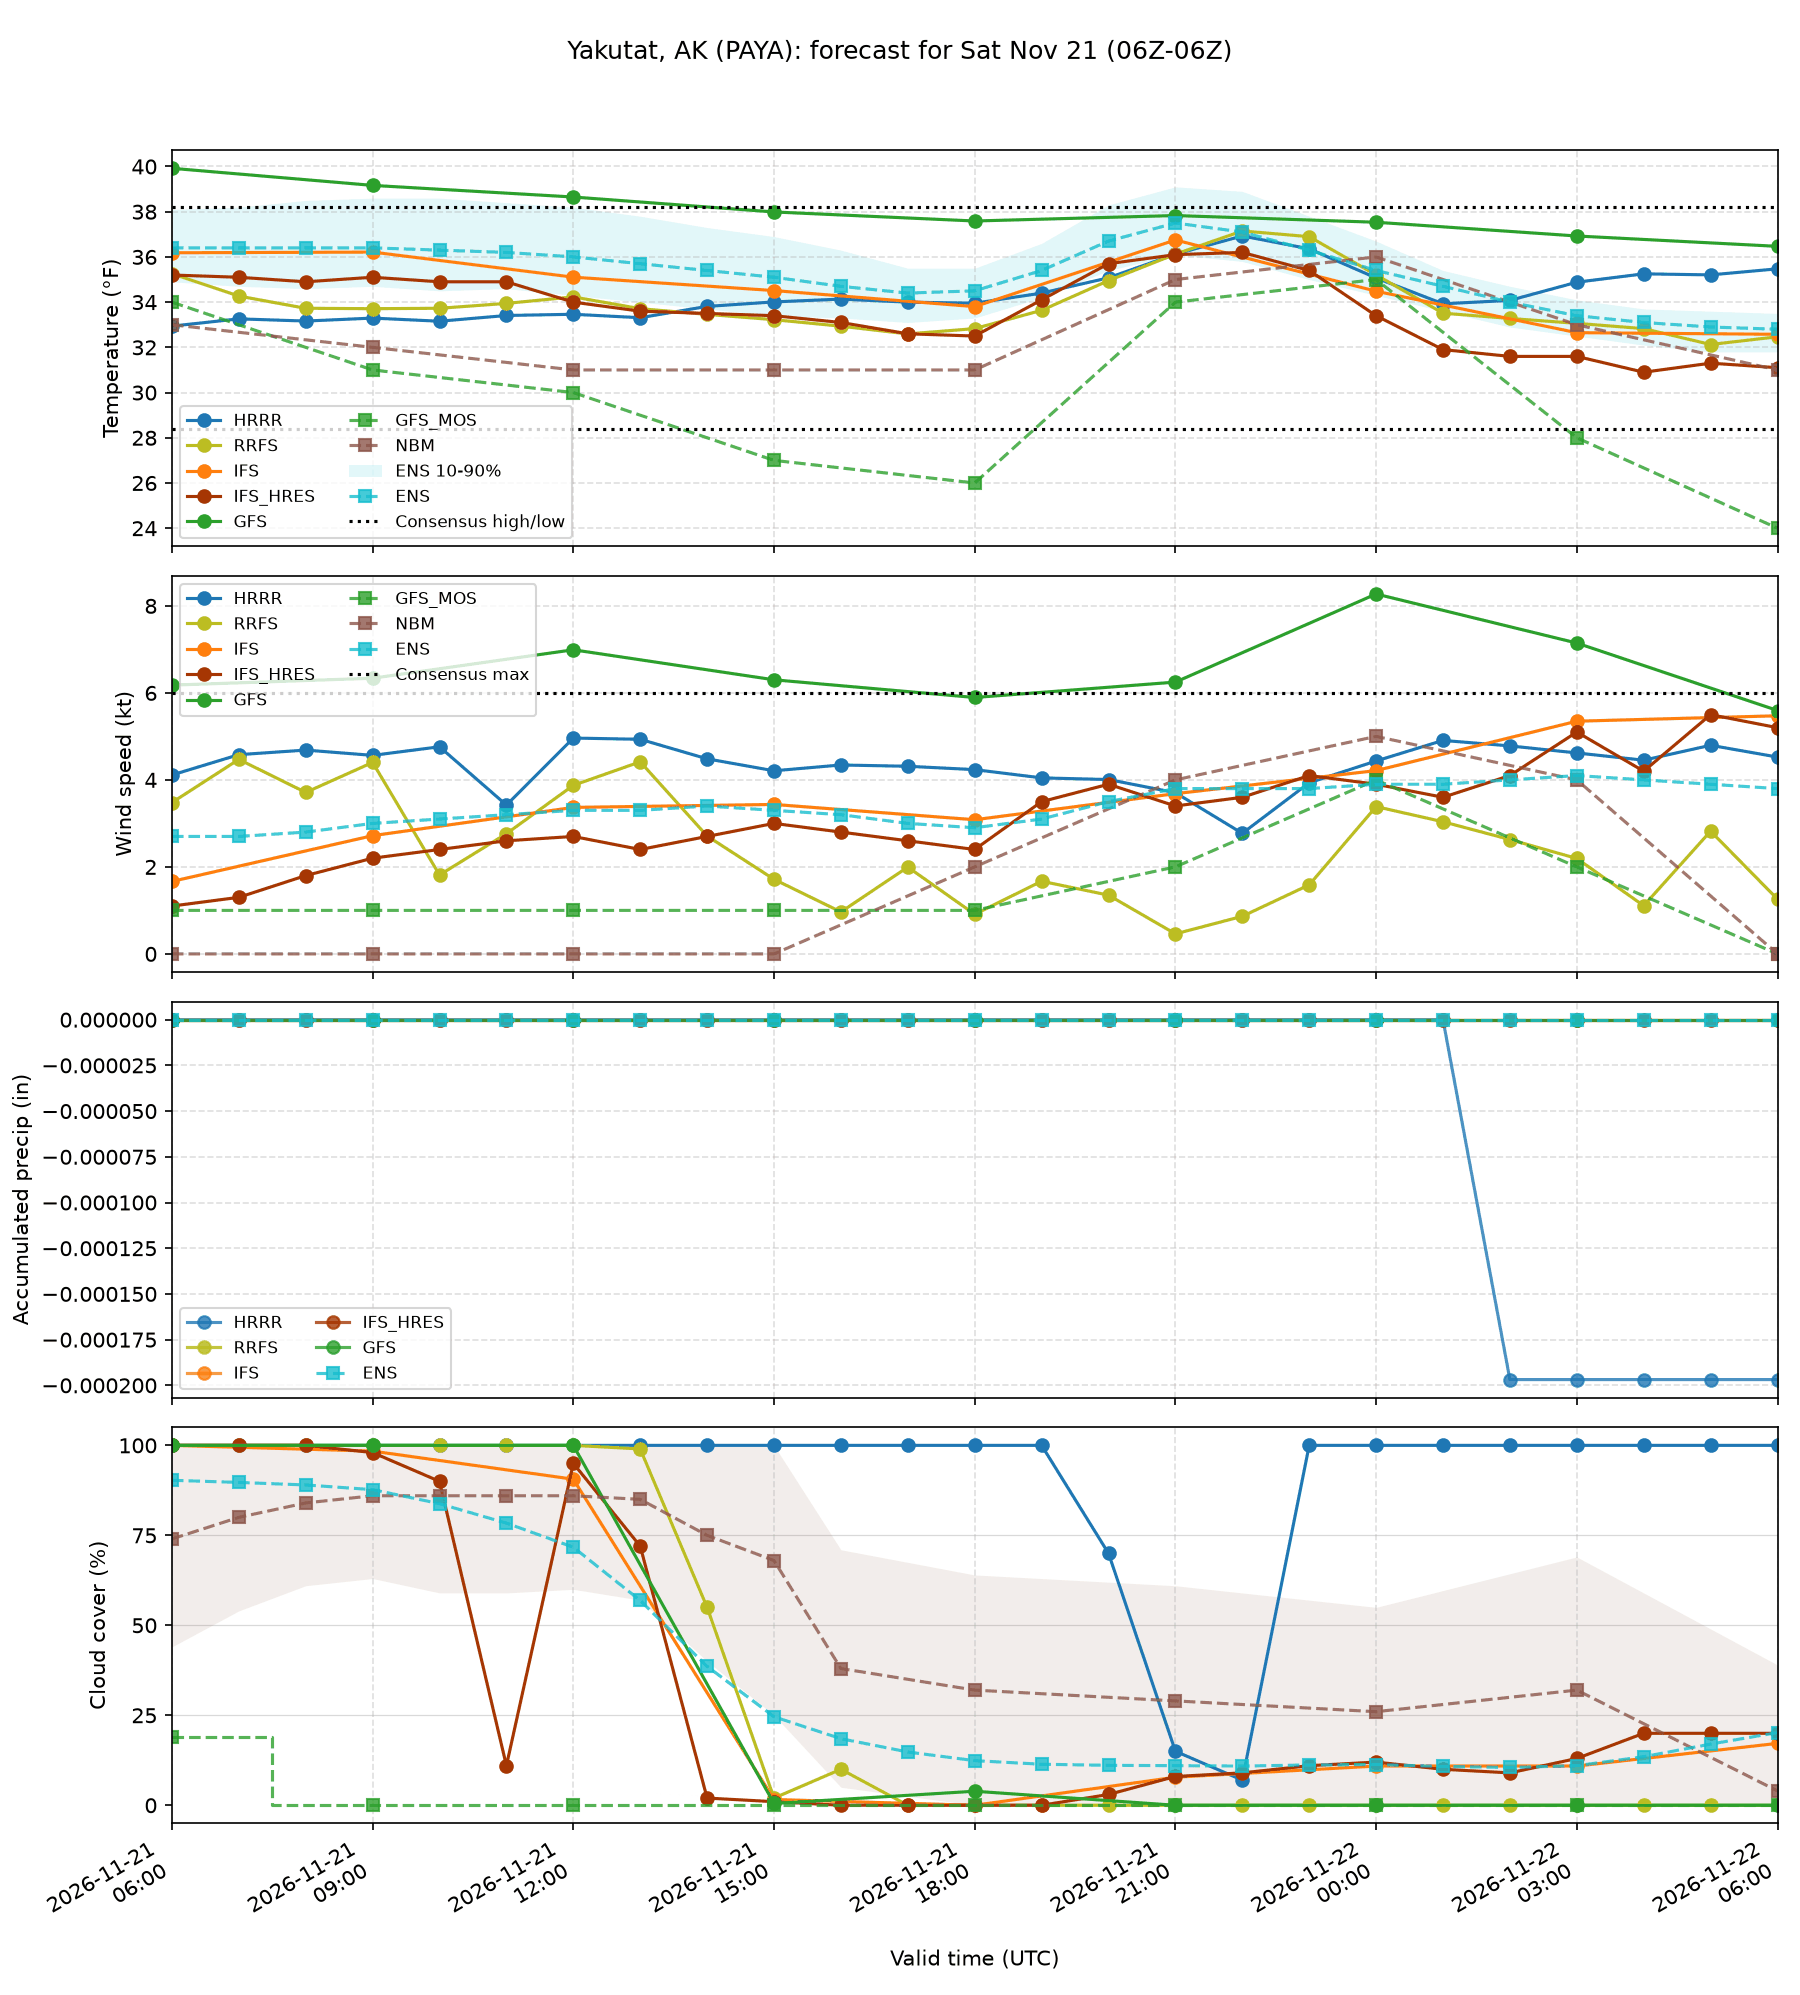 Yakutat, AK (PAYA): forecast for Sat Nov 21 (06Z-06Z)
Temperature (°F)
40
38
36
34
32
30
28
26
24
HRRR
RRFS
IFS
IFS_HRES
GFS
GFS_MOS
NBM
ENS 10-90%
ENS
Consensus high/low
Wind speed (kt)
8
6
4
2
0
HRRR
RRFS
IFS
IFS_HRES
GFS
GFS_MOS
NBM
ENS
Consensus max
Accumulated precip (in)
0.000000
−0.000025
−0.000050
−0.000075
−0.000100
−0.000125
−0.000150
−0.000175
−0.000200
HRRR
RRFS
IFS
IFS_HRES
GFS
ENS
Cloud cover (%)
100
75
50
25
0
2026-11-21
06:00
2026-11-21
09:00
2026-11-21
12:00
2026-11-21
15:00
2026-11-21
18:00
2026-11-21
21:00
2026-11-22
00:00
2026-11-22
03:00
2026-11-22
06:00
Valid time (UTC)